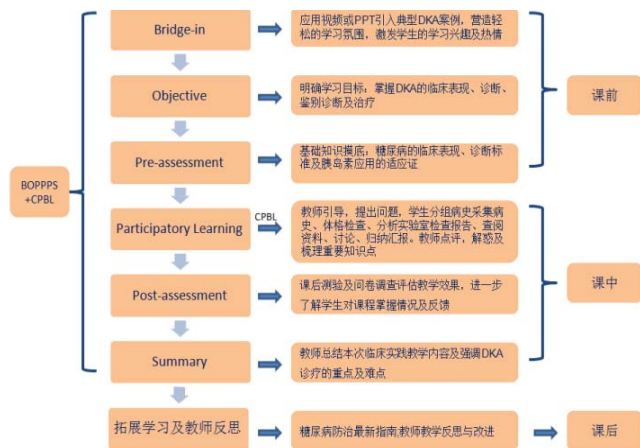 Bridge-in
应用视频或PPT引入典型DKA案例，营造轻
松的学习氛围，激发学生的学习兴趣及热情
Objective
明确学习目标：掌握DKA的临床表现、诊断、
鉴别诊断及治疗
课前
Pre-assessment
基础知识摸底：糖尿病的临床表现、诊断标
准及胰岛素应用的适应证
BOPPPS
+CPBL
Participatory Learning
CPBL
教师引导，提出问题，学生分组病史采集病
史、体格检查、分析实验室检查报告、查阅
资料、讨论、归纳汇报。教师点评，解惑及
梳理重要知识点
Post-assessment
课后测验及问卷调查评估教学效果，进一步
了解学生对课程掌握情况及反馈
课中
Summary
教师总结本次临床实践教学内容及强调DKA
诊疗的重点及难点
拓展学习及教师反思
糖尿病防治最新指南;教师教学反思与改进
课后